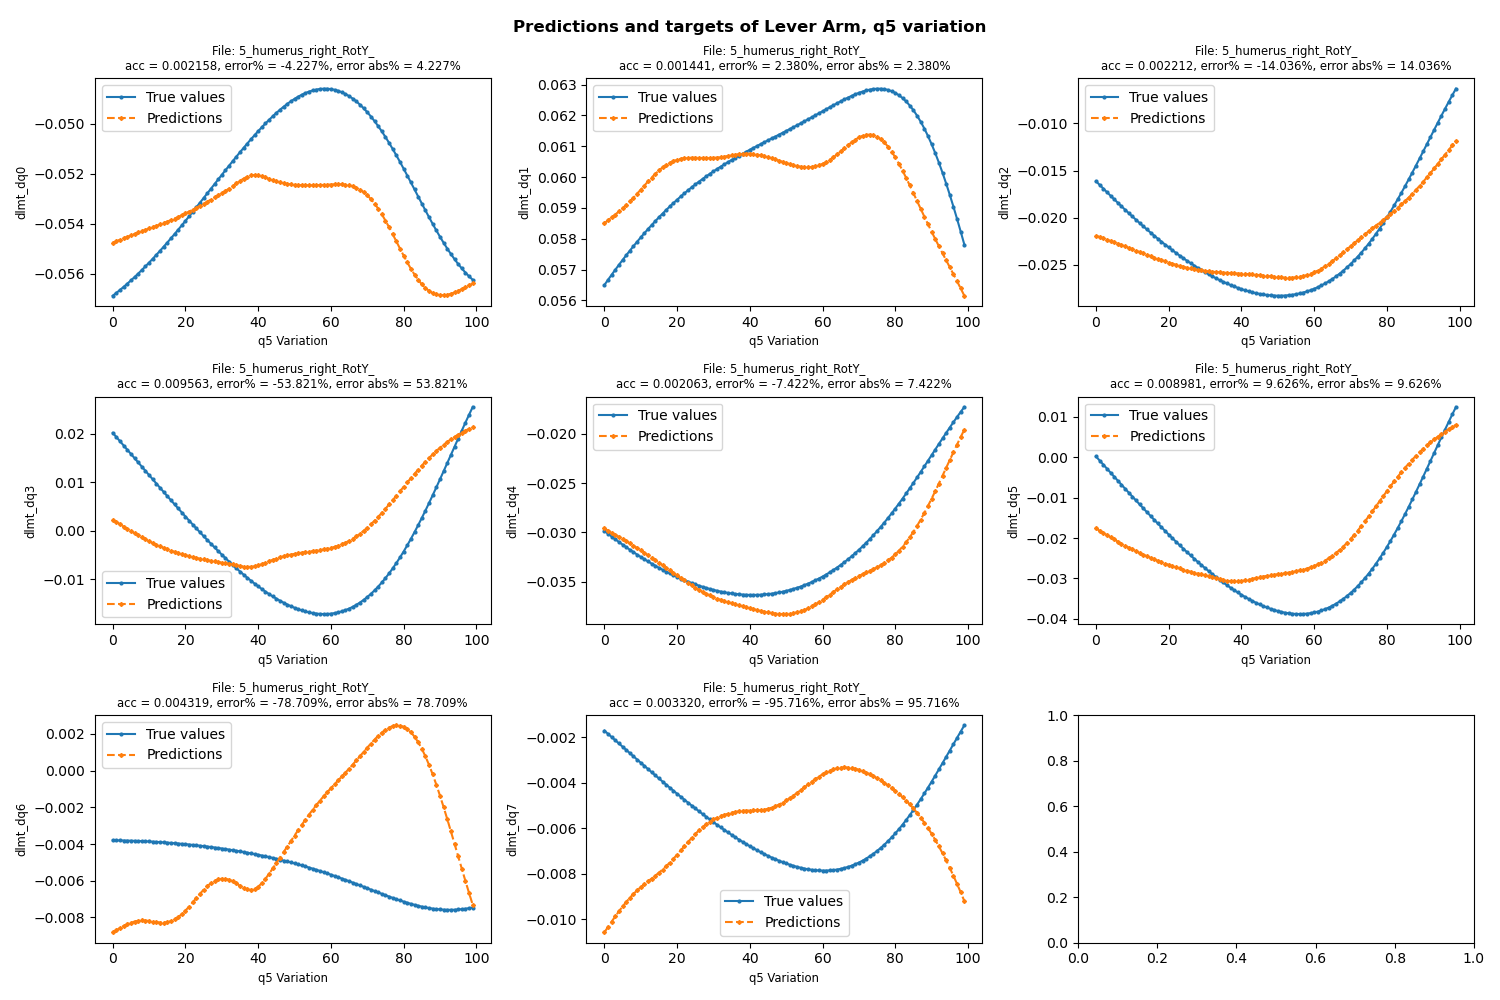 Predictions and targets of Lever Arm, q5 variation
File: 5_humerus_right_RotY_
acc = 0.002158, error% = -4.227%, error abs% = 4.227%
True values
Predictions
dlmt_dq0
−0.050
−0.052
−0.054
−0.056
0 20 40 60 80 100
q5 Variation
File: 5_humerus_right_RotY_
acc = 0.001441, error% = 2.380%, error abs% = 2.380%
True values
Predictions
dlmt_dq1
0.063
0.062
0.061
0.060
0.059
0.058
0.057
0.056
0 20 40 60 80 100
q5 Variation
File: 5_humerus_right_RotY_
acc = 0.002212, error% = -14.036%, error abs% = 14.036%
True values
Predictions
dlmt_dq2
−0.010
−0.015
−0.020
−0.025
0 20 40 60 80 100
q5 Variation
File: 5_humerus_right_RotY_
acc = 0.009563, error% = -53.821%, error abs% = 53.821%
True values
Predictions
dlmt_dq3
0.02
0.01
0.00
−0.01
0 20 40 60 80 100
q5 Variation
File: 5_humerus_right_RotY_
acc = 0.002063, error% = -7.422%, error abs% = 7.422%
True values
Predictions
dlmt_dq4
−0.020
−0.025
−0.030
−0.035
0 20 40 60 80 100
q5 Variation
File: 5_humerus_right_RotY_
acc = 0.008981, error% = 9.626%, error abs% = 9.626%
True values
Predictions
dlmt_dq5
0.01
0.00
−0.01
−0.02
−0.03
−0.04
0 20 40 60 80 100
q5 Variation
File: 5_humerus_right_RotY_
acc = 0.004319, error% = -78.709%, error abs% = 78.709%
True values
Predictions
dlmt_dq6
0.002
0.000
−0.002
−0.004
−0.006
−0.008
0 20 40 60 80 100
q5 Variation
File: 5_humerus_right_RotY_
acc = 0.003320, error% = -95.716%, error abs% = 95.716%
True values
Predictions
dlmt_dq7
−0.002
−0.004
−0.006
−0.008
−0.010
0 20 40 60 80 100
q5 Variation
1.0
0.8
0.6
0.4
0.2
0.0
0.0 0.2 0.4 0.6 0.8 1.0